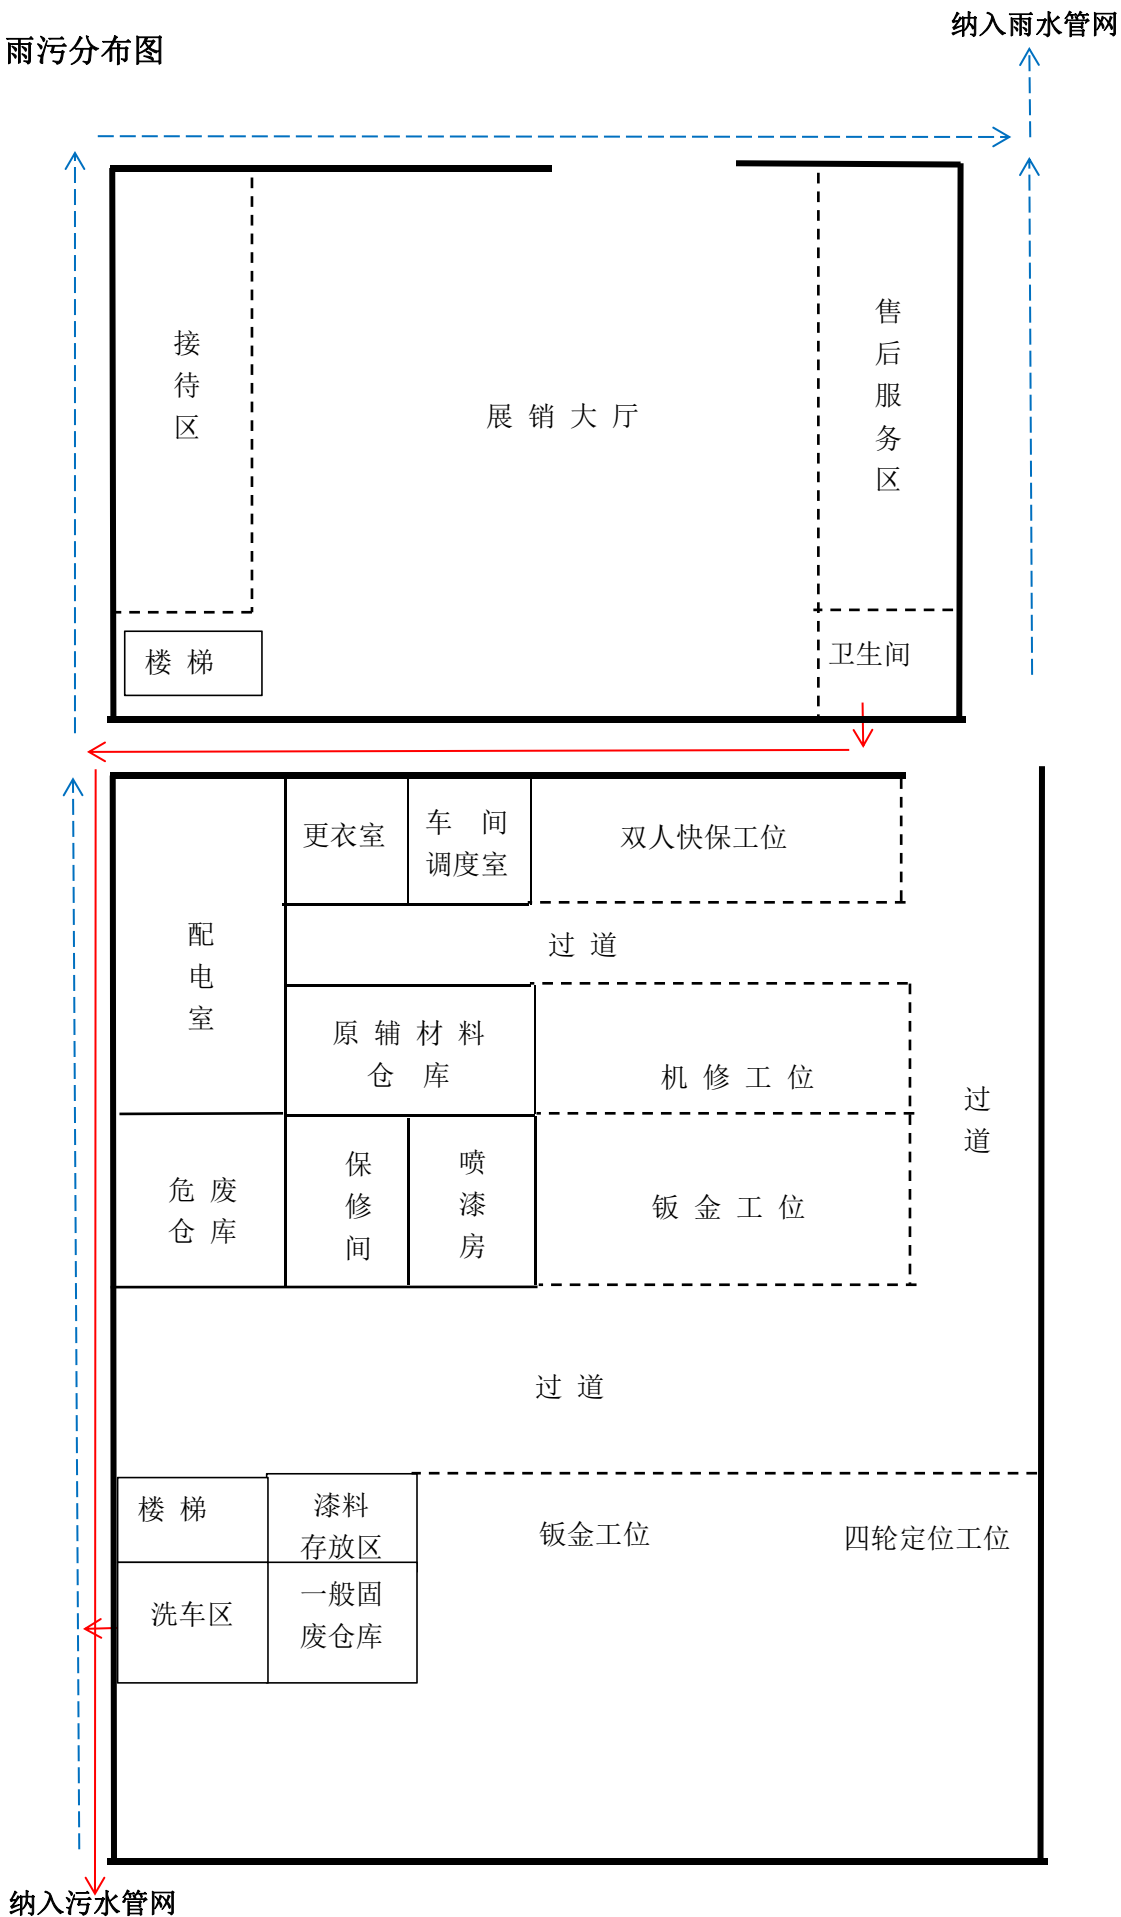 纳入雨水管网
雨污分布图
接待区
展销大厅
售后服务区
楼梯
卫生间
更衣室
车 间
调度室
双人快保工位
配电室
过道
原辅材料
仓 库
机修工位
过道
危废
仓库
保修间
喷漆房
钣金工位
过道
楼梯
漆料
存放区
钣金工位
四轮定位工位
洗车区
一般固
废仓库
纳入污水管网